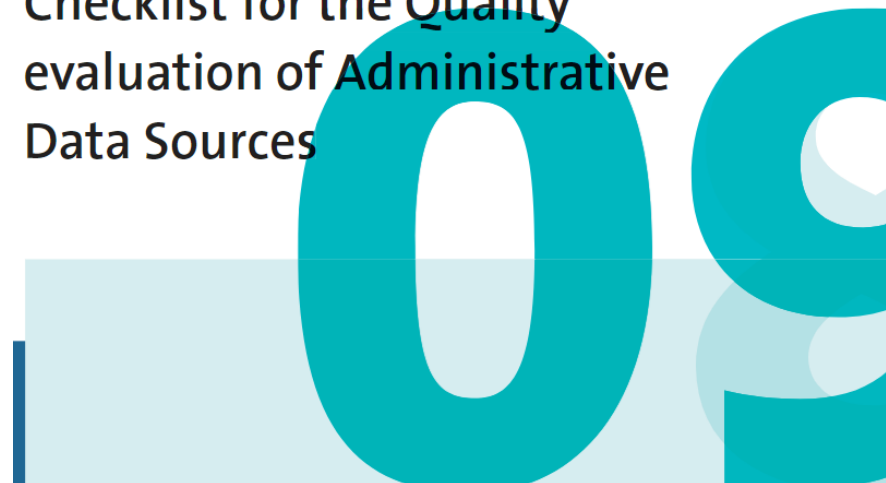 Checklist for the Quality
evaluation of Administrative
Data Sources
09